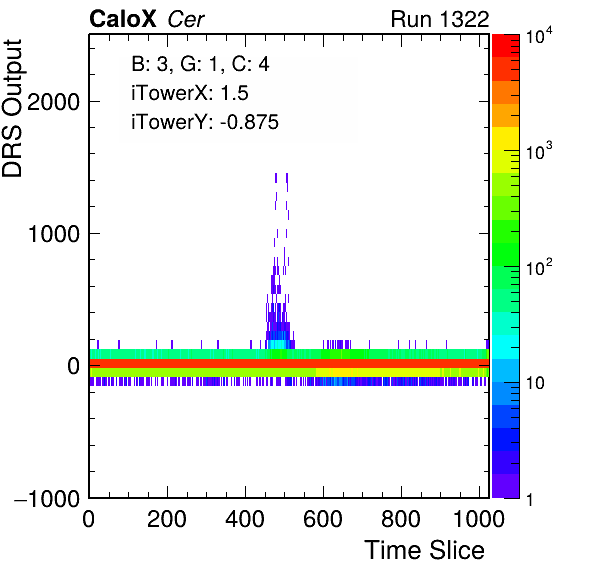 CaloX Cer Run 1322
B: 3, G: 1, C: 4
iTowerX: 1.5
iTowerY: -0.875
DRS Output
2000
1000
0
−1000
0 200 400 600 800 1000
Time Slice
10^4
10^3
10^2
10
1